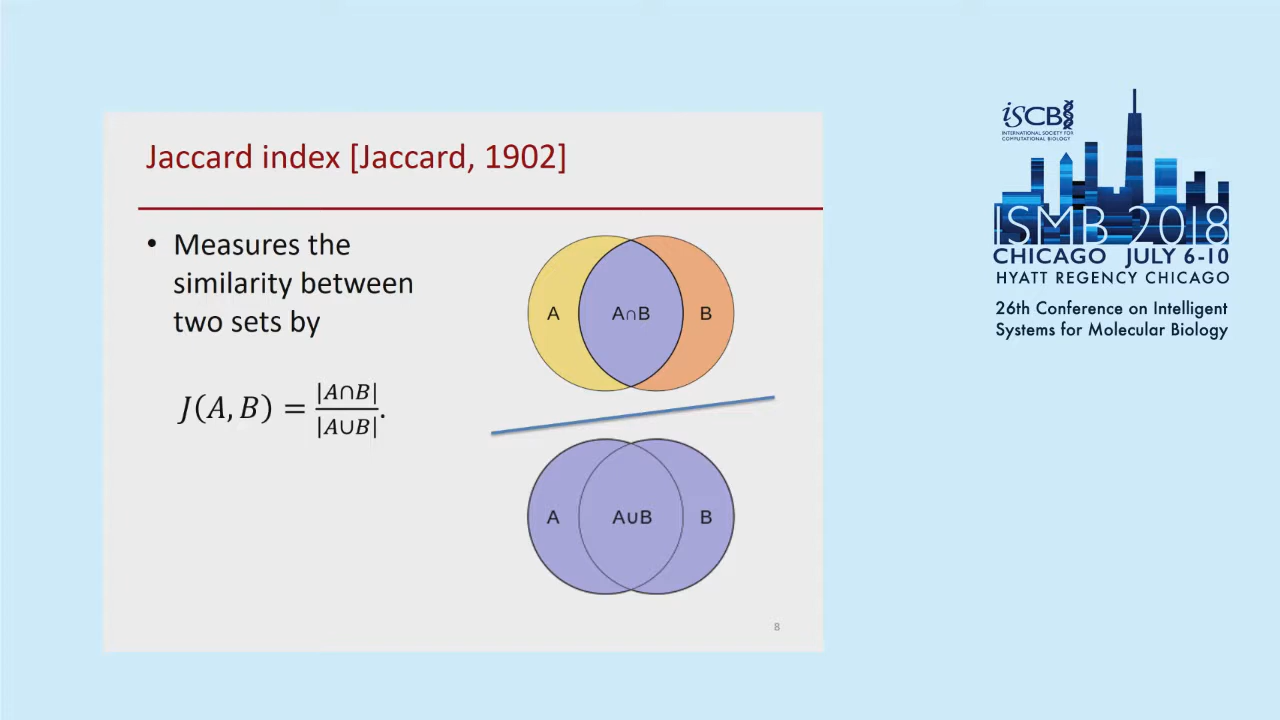 Jaccard index [Jaccard, 1902]
• Measures the
similarity between
two sets by
J(A, B) = |A∩B| / |A∪B|.
A A∩B B
A A∪B B
8
iSCB
INTERNATIONAL SOCIETY FOR
COMPUTATIONAL BIOLOGY
ISMB 2018
CHICAGO JULY 6-10
HYATT REGENCY CHICAGO
26th Conference on Intelligent
Systems for Molecular Biology